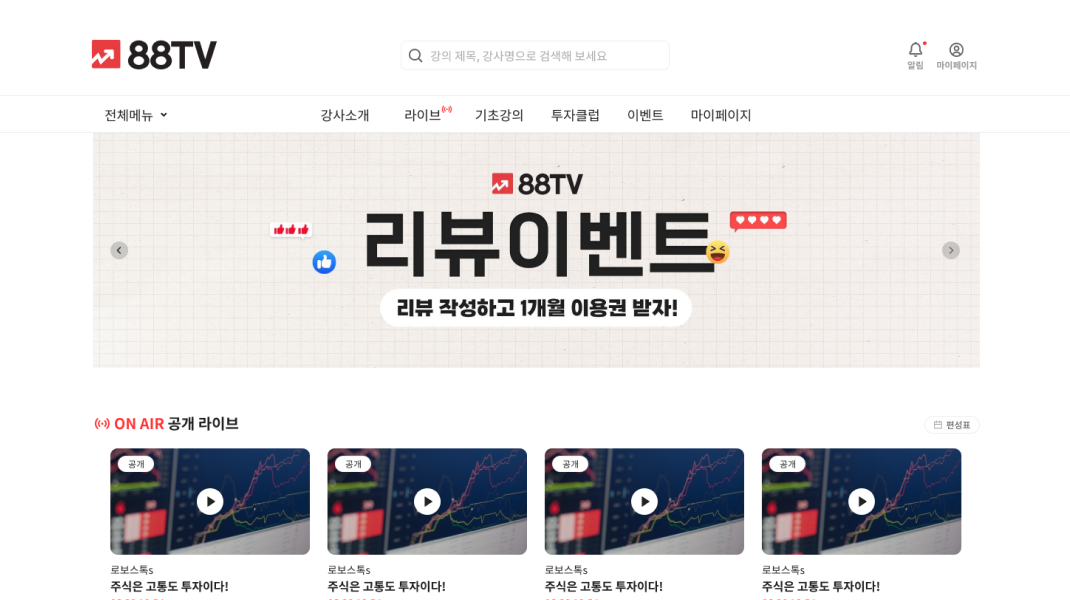 88TV
강의 제목, 강사명으로 검색해 보세요
알림
마이페이지
전체메뉴
강사소개
라이브
기초강의
투자클럽
이벤트
마이페이지
88TV
리뷰이벤트
리뷰 작성하고 1개월 이용권 받자!
ON AIR 공개 라이브
편성표
공개
공개
공개
공개
로보스톡s
로보스톡s
로보스톡s
로보스톡s
주식은 고통도 투자이다!
주식은 고통도 투자이다!
주식은 고통도 투자이다!
주식은 고통도 투자이다!